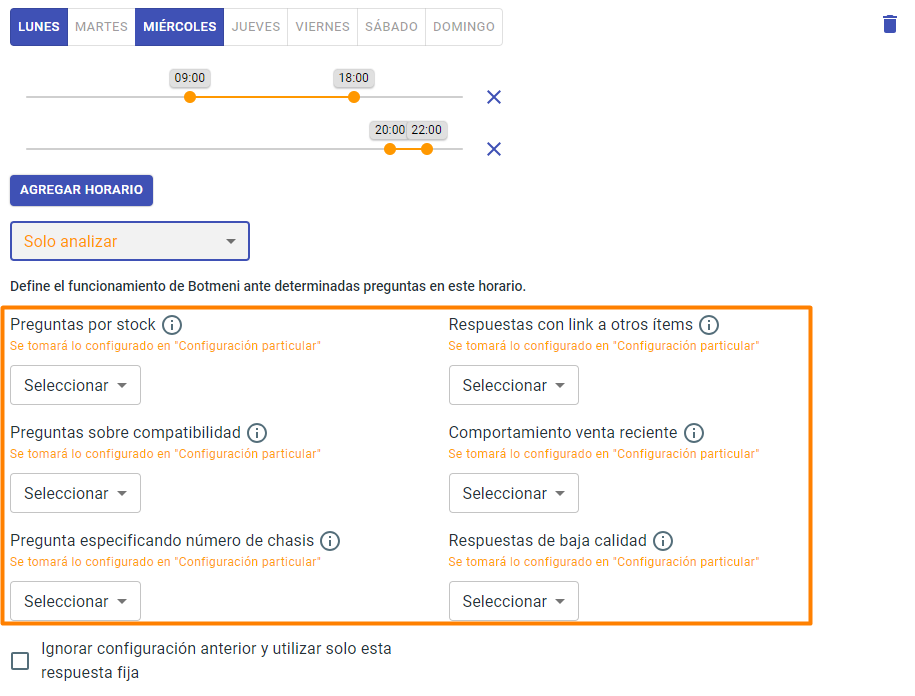 LUNES MARTES MIÉRCOLES JUEVES VIERNES SÁBADO DOMINGO
09:00 18:00
20:00 22:00
AGREGAR HORARIO
Solo analizar
Define el funcionamiento de Botmeni ante determinadas preguntas en este horario.
Preguntas por stock
Se tomará lo configurado en "Configuración particular"
Seleccionar
Respuestas con link a otros ítems
Se tomará lo configurado en "Configuración particular"
Seleccionar
Preguntas sobre compatibilidad
Se tomará lo configurado en "Configuración particular"
Seleccionar
Comportamiento venta reciente
Se tomará lo configurado en "Configuración particular"
Seleccionar
Pregunta especificando número de chasis
Se tomará lo configurado en "Configuración particular"
Seleccionar
Respuestas de baja calidad
Se tomará lo configurado en "Configuración particular"
Seleccionar
Ignorar configuración anterior y utilizar solo esta
respuesta fija